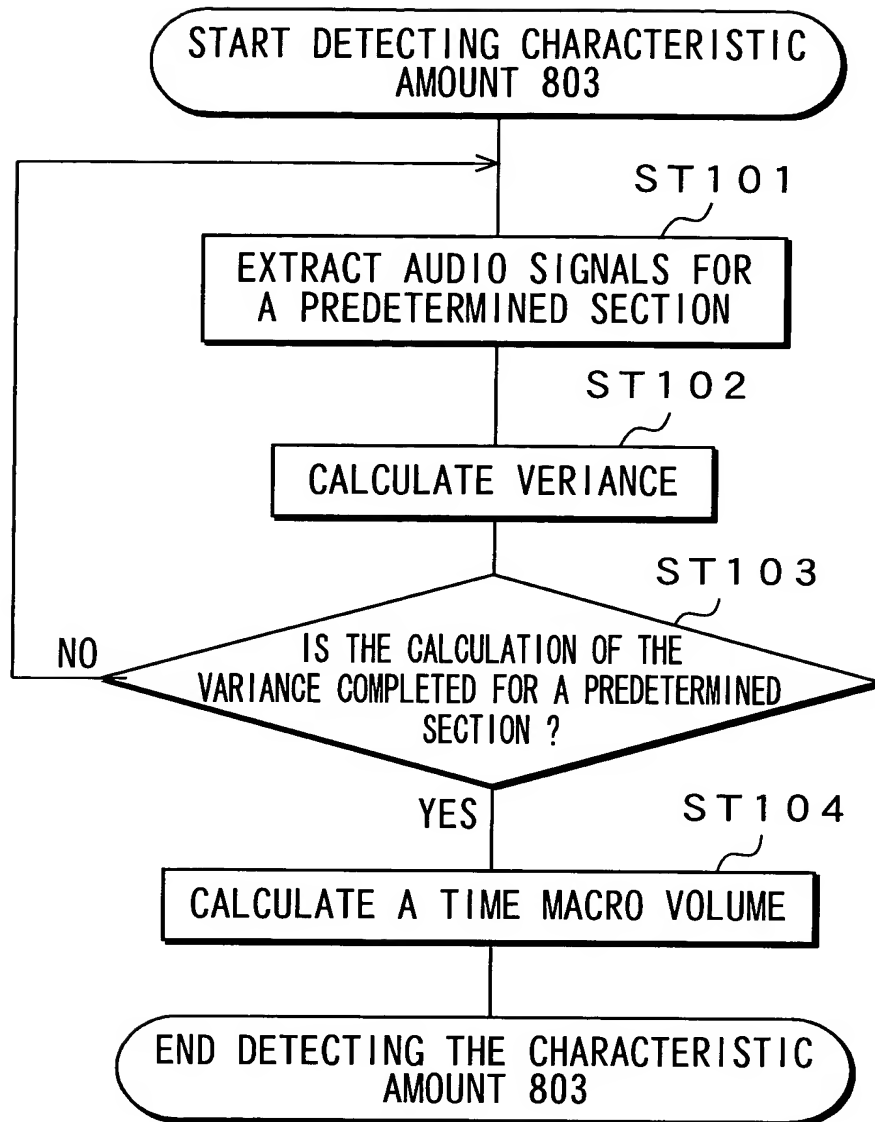 START DETECTING CHARACTERISTIC
AMOUNT 803
ST101
EXTRACT AUDIO SIGNALS FOR
A PREDETERMINED SECTION
ST102
CALCULATE VERIANCE
ST103
NO
IS THE CALCULATION OF THE
VARIANCE COMPLETED FOR A PREDETERMINED
SECTION ?
YES
ST104
CALCULATE A TIME MACRO VOLUME
END DETECTING THE CHARACTERISTIC
AMOUNT 803